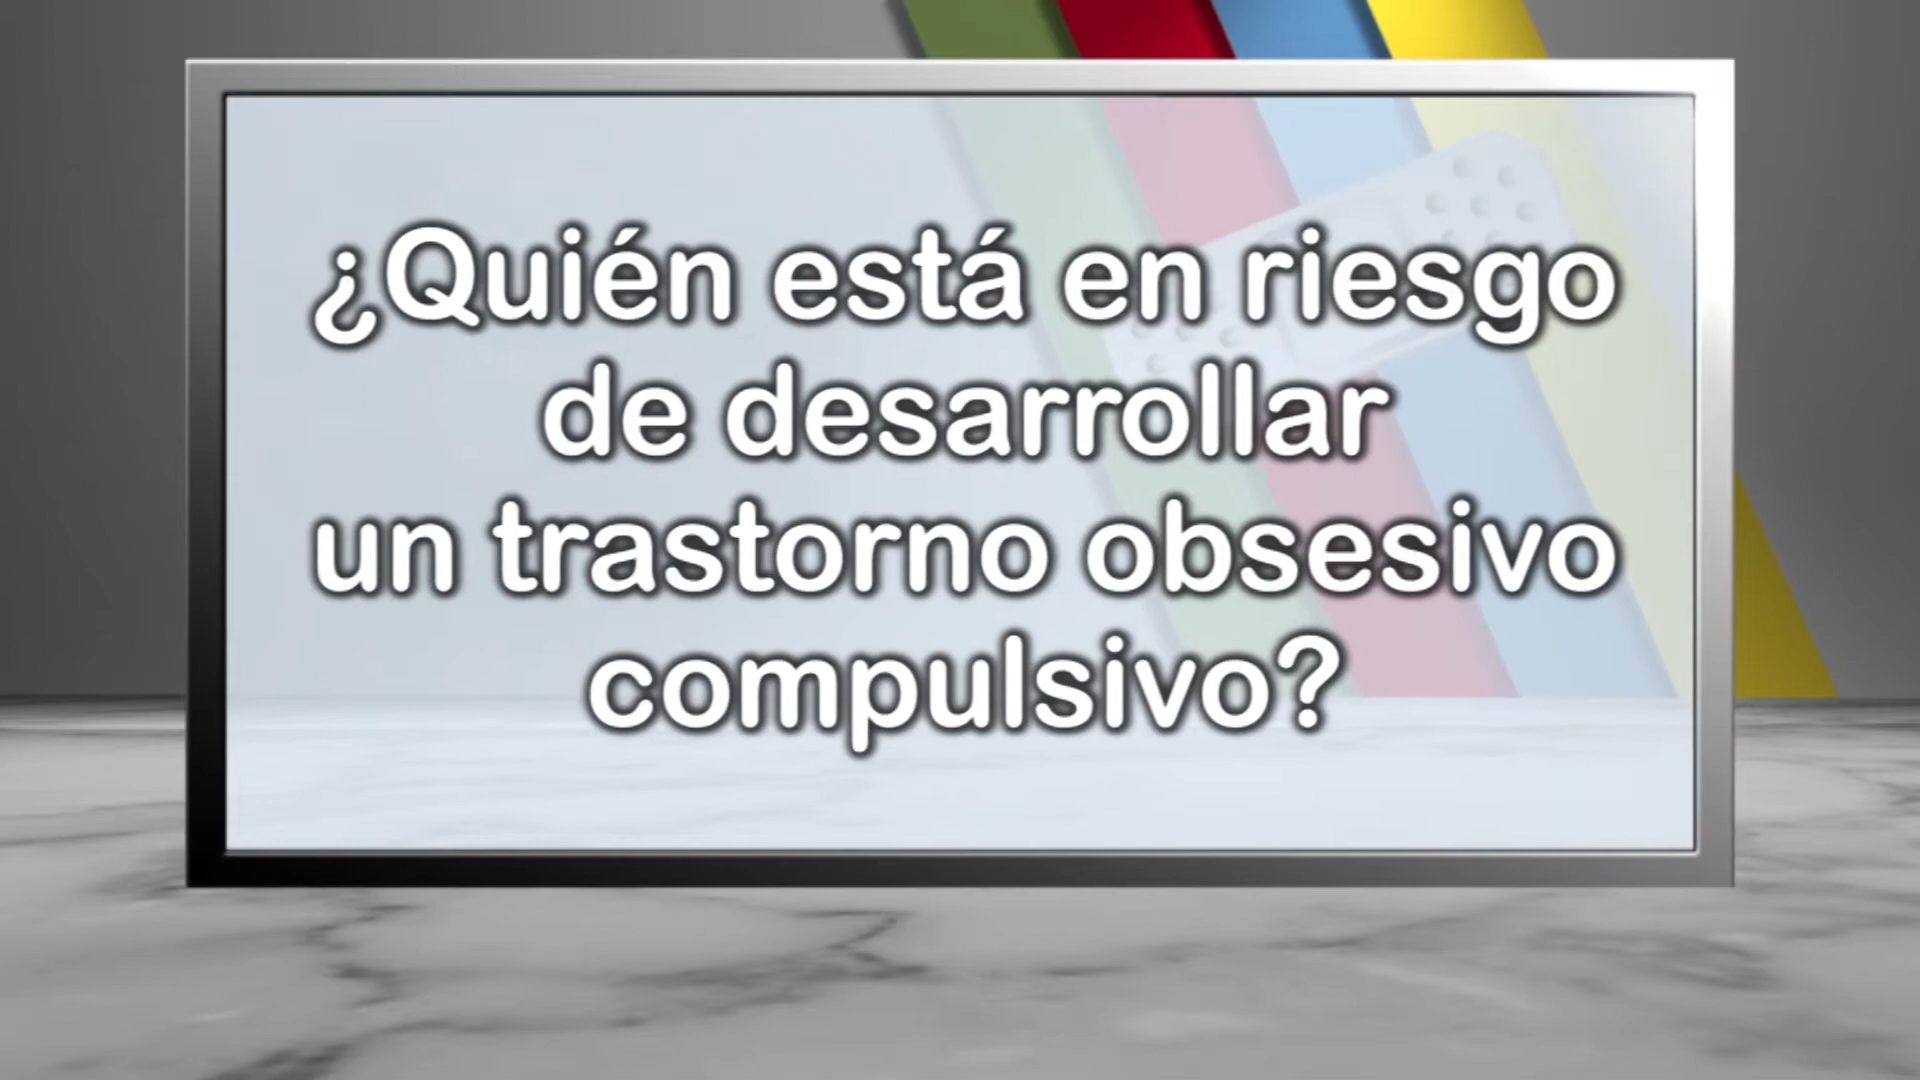 ¿Quién está en riesgo
de desarrollar
un trastorno obsesivo
compulsivo?